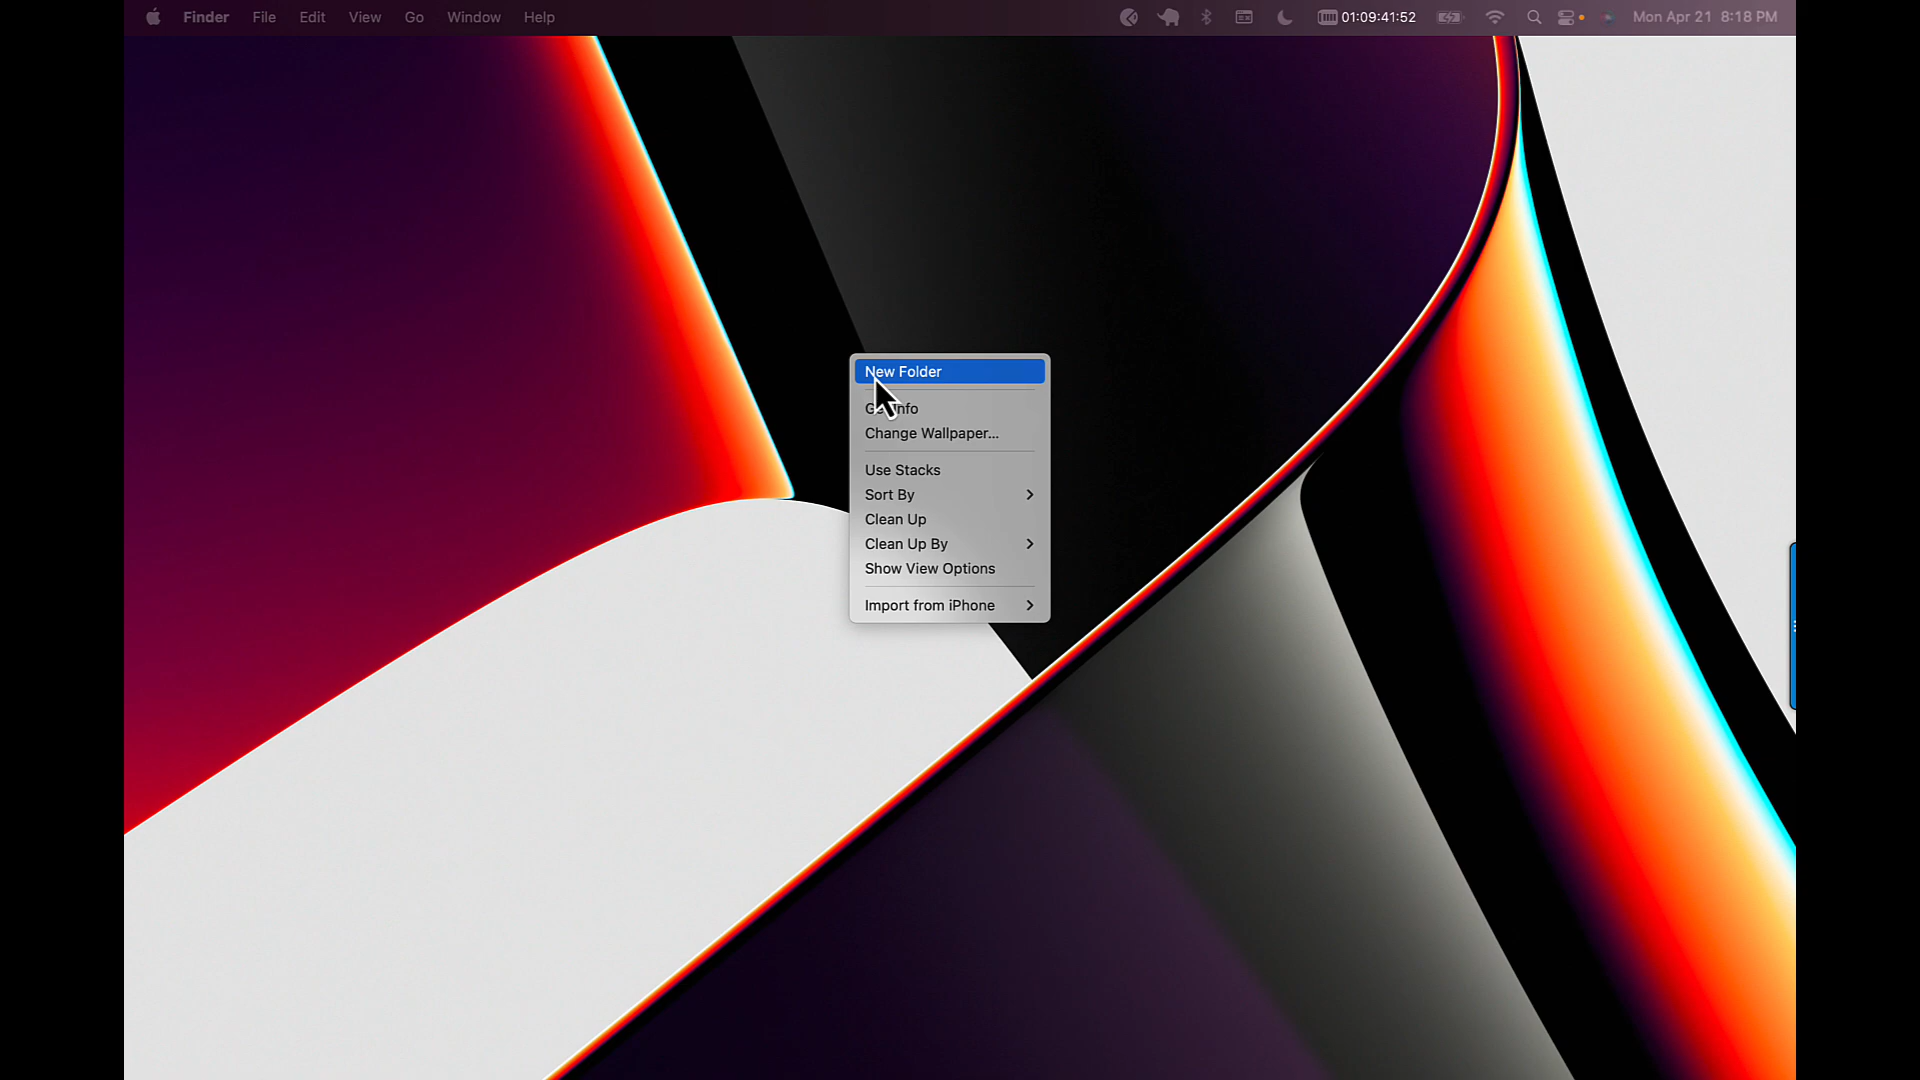 Finder File Edit View Go Window Help 01:09:41:52 Mon Apr 21 8:18 PM
New Folder
Info
Change Wallpaper...
Use Stacks
Sort By
Clean Up
Clean Up By
Show View Options
Import from iPhone